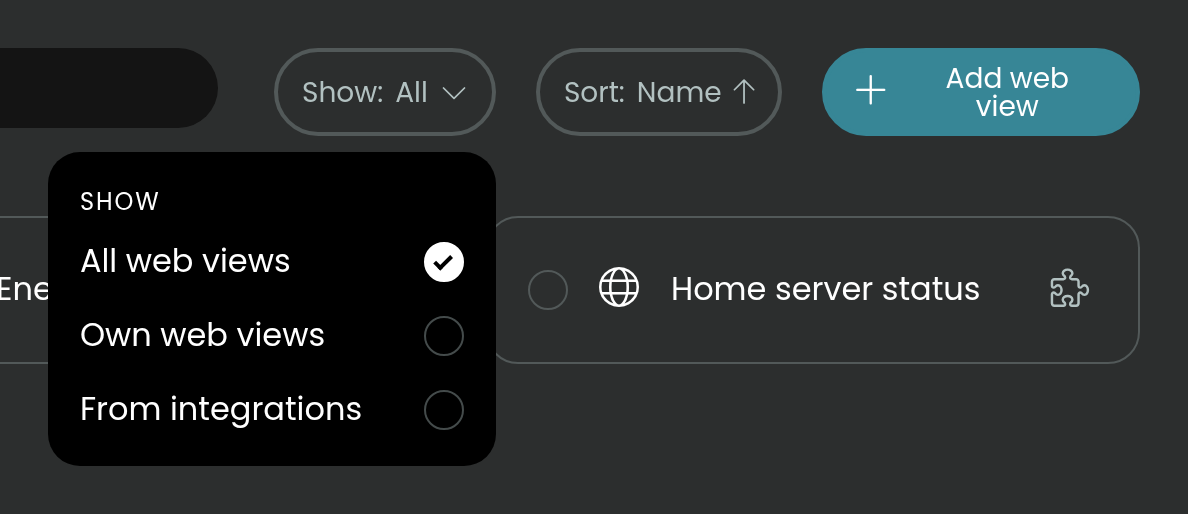 Show: All
Sort: Name
Add web
view
SHOW
All web views
Own web views
From integrations
Ene
Home server status